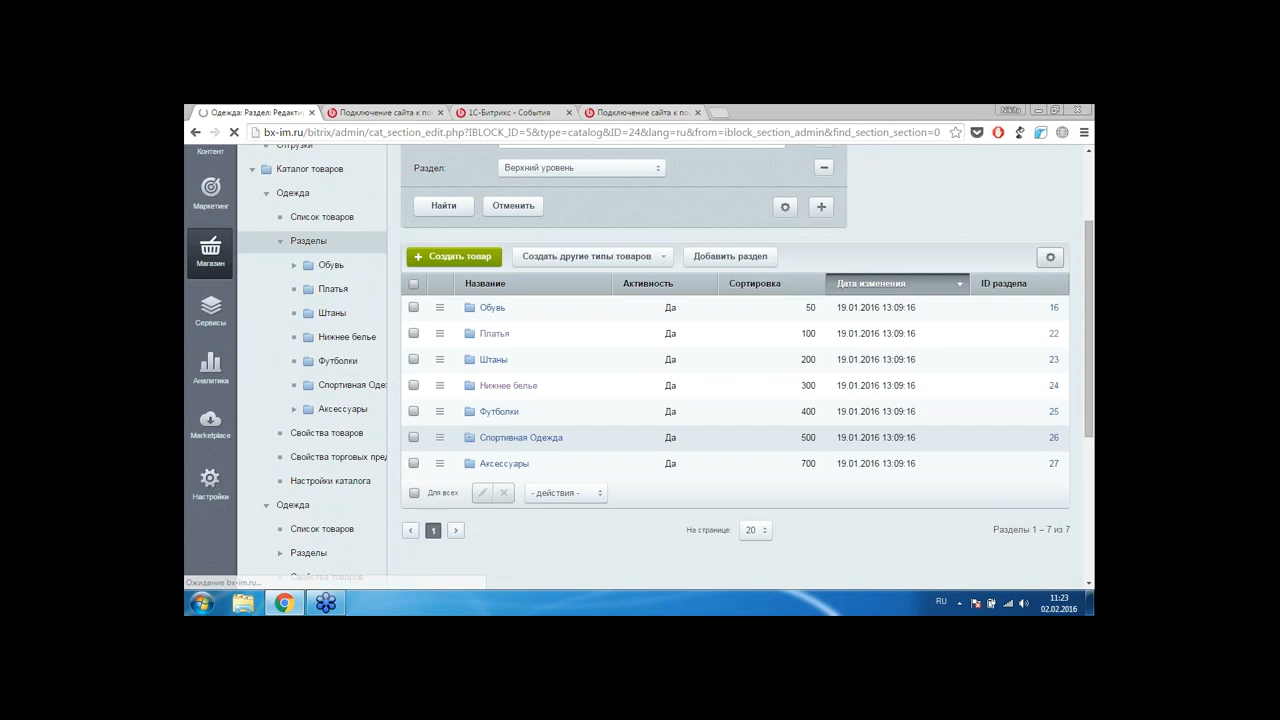 Одежда: Раздел: Редакти
Подключение сайта к по
1С-Битрикс - События
Подключение сайта к по
bx-im.ru/bitrix/admin/cat_section_edit.php?IBLOCK_ID=5&type=catalog&ID=24&lang=ru&from=iblock_section_admin&find_section_section=0
Контент
Маркетинг
Магазин
Сервисы
Аналитика
Marketplace
Настройки
Отгрузки
Каталог товаров
Одежда
Список товаров
Разделы
Обувь
Платья
Штаны
Нижнее белье
Футболки
Спортивная Оде
Аксессуары
Свойства товаров
Свойства торговых пред
Настройки каталога
Одежда
Список товаров
Разделы
Свойства товаров
Раздел: Верхний уровень
Найти Отменить
+ Создать товар Создать другие типы товаров Добавить раздел
Название Активность Сортировка Дата изменения ID раздела
Обувь Да 50 19.01.2016 13:09:16 16
Платья Да 100 19.01.2016 13:09:16 22
Штаны Да 200 19.01.2016 13:09:16 23
Нижнее белье Да 300 19.01.2016 13:09:16 24
Футболки Да 400 19.01.2016 13:09:16 25
Спортивная Одежда Да 500 19.01.2016 13:09:16 26
Аксессуары Да 700 19.01.2016 13:09:16 27
Для всех - действия -
1 На странице: 20 Разделы 1 – 7 из 7
Ожидание bx-im.ru...
RU 11:23
02.02.2016